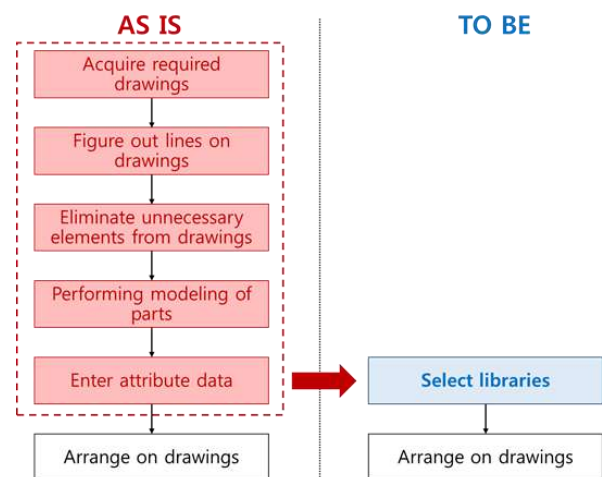 AS IS
Acquire required
drawings
Figure out lines on
drawings
Eliminate unnecessary
elements from drawings
Performing modeling of
parts
Enter attribute data
Arrange on drawings
TO BE
Select libraries
Arrange on drawings